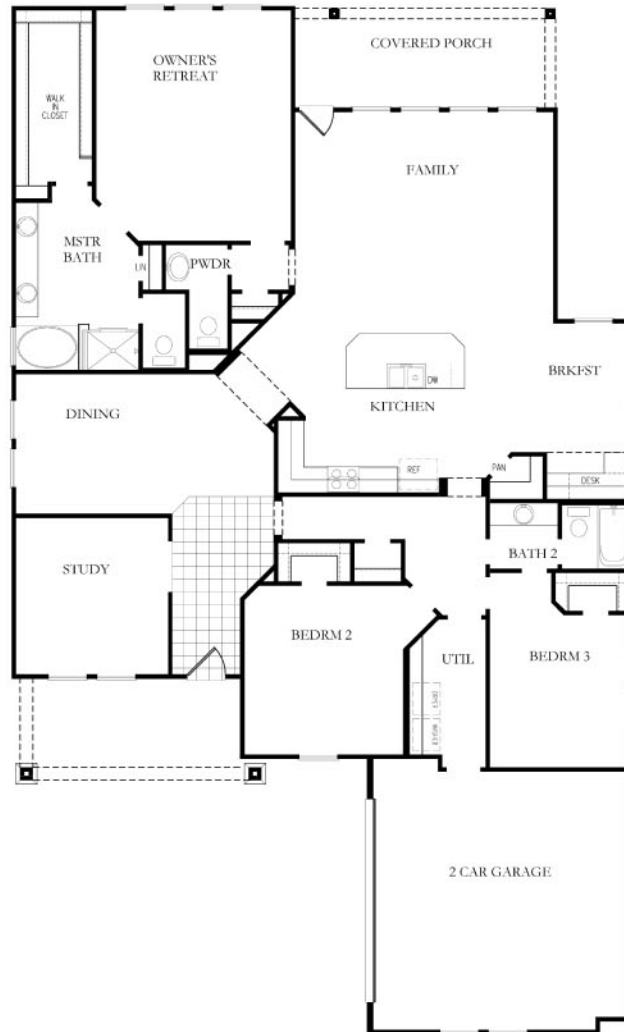 COVERED PORCH
OWNER'S
RETREAT
WALK
IN
CLOSET
FAMILY
MSTR
BATH
LIN
PWDR
BRKFST
DW
KITCHEN
DINING
REF
PAN
DESK
STUDY
BATH 2
BEDRM 2
UTIL
BEDRM 3
2 CAR GARAGE